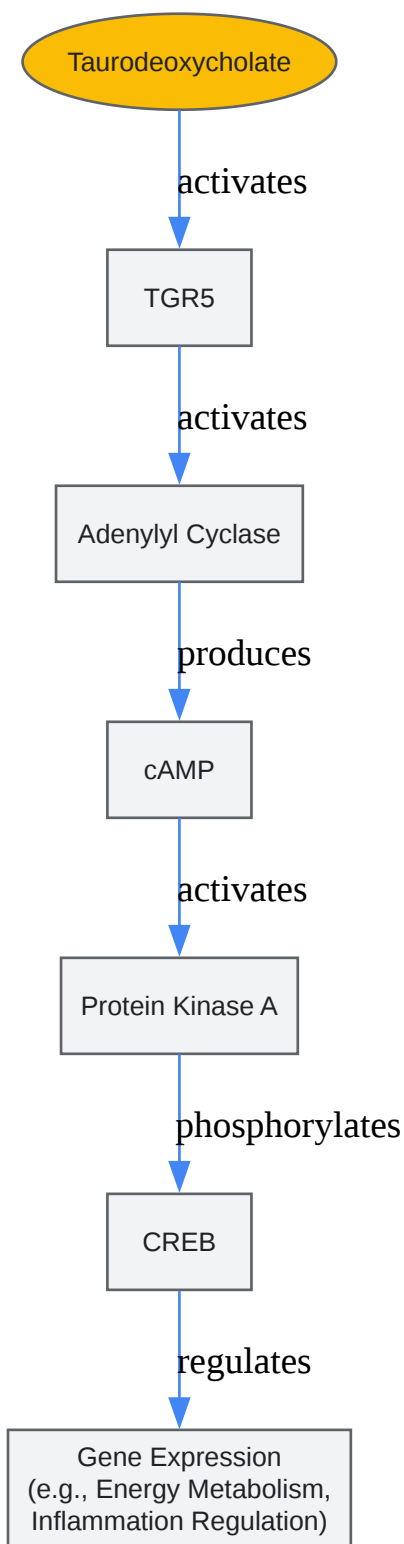 Taurodeoxycholate
activates
TGR5
activates
Adenylyl Cyclase
produces
cAMP
activates
Protein Kinase A
phosphorylates
CREB
regulates
Gene Expression
(e.g., Energy Metabolism,
Inflammation Regulation)